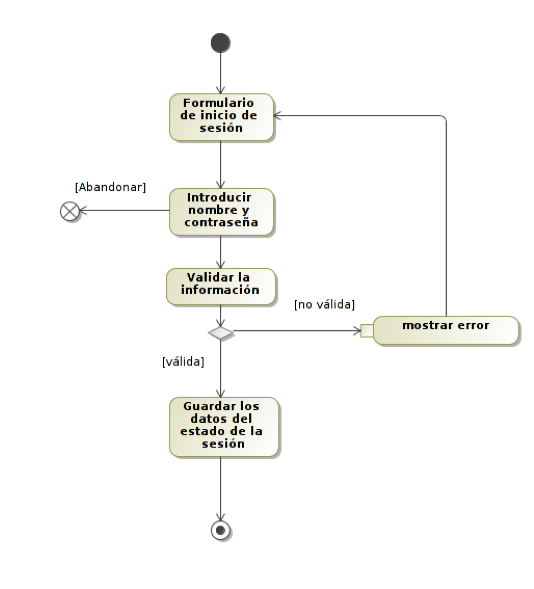 Formulario
de inicio de
sesión
[Abandonar]
Introducir
nombre y
contraseña
Validar la
información
[no válida]
mostrar error
[válida]
Guardar los
datos del
estado de la
sesión